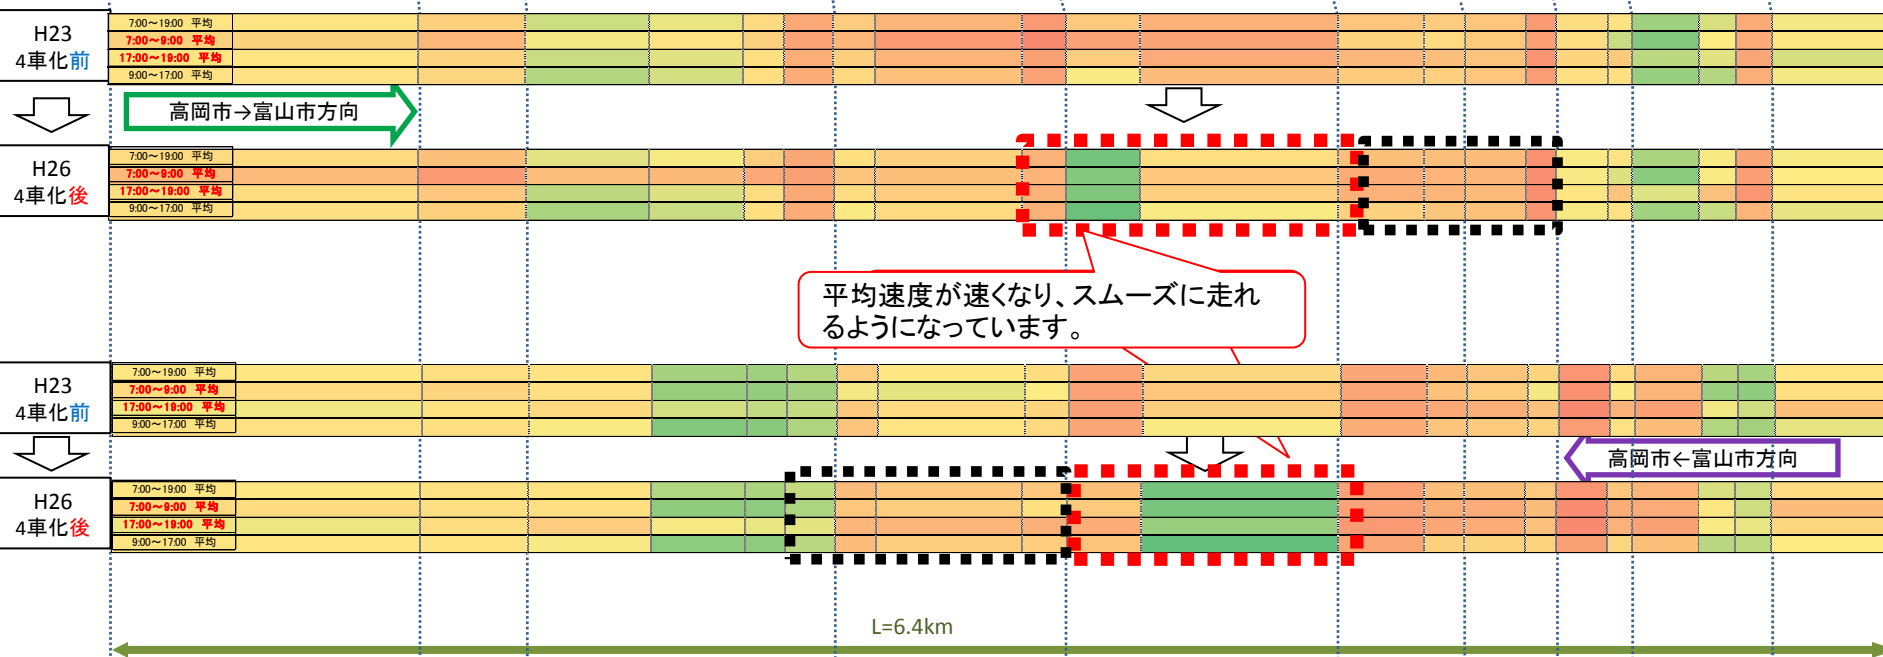 H23
4車化前
7:00～19:00 平均
7:00～9:00 平均
17:00～19:00 平均
9:00～17:00 平均
高岡市→富山市方向
H26
4車化後
7:00～19:00 平均
7:00～9:00 平均
17:00～19:00 平均
9:00～17:00 平均
平均速度が速くなり、スムーズに走れ
るようになっています。
H23
4車化前
7:00～19:00 平均
7:00～9:00 平均
17:00～19:00 平均
9:00～17:00 平均
高岡市←富山市方向
H26
4車化後
7:00～19:00 平均
7:00～9:00 平均
17:00～19:00 平均
9:00～17:00 平均
L=6.4km